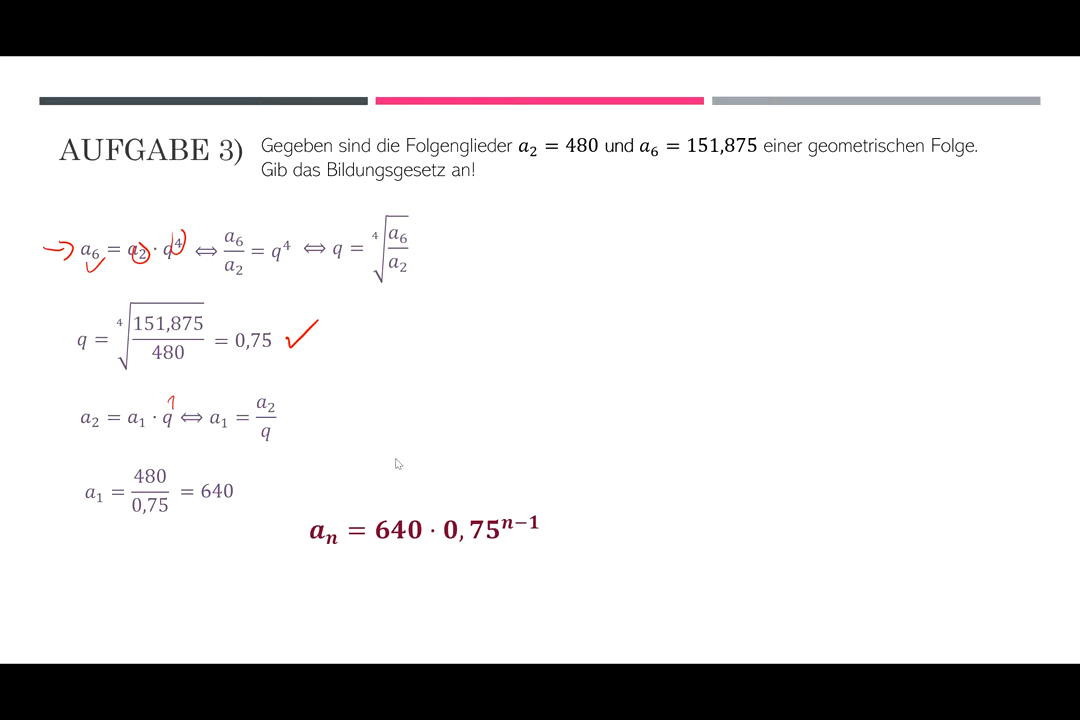 AUFGABE 3) Gegeben sind die Folgenglieder a₂ = 480 und a₆ = 151,875 einer geometrischen Folge.
Gib das Bildungsgesetz an!
a₆ = a₂ · q⁴ ⟺ a₆/a₂ = q⁴ ⟺ q = ⁴√(a₆/a₂)
q = ⁴√(151,875/480) = 0,75
a₂ = a₁ · q¹ ⟺ a₁ = a₂/q
a₁ = 480/0,75 = 640
aₙ = 640 · 0,75ⁿ⁻¹